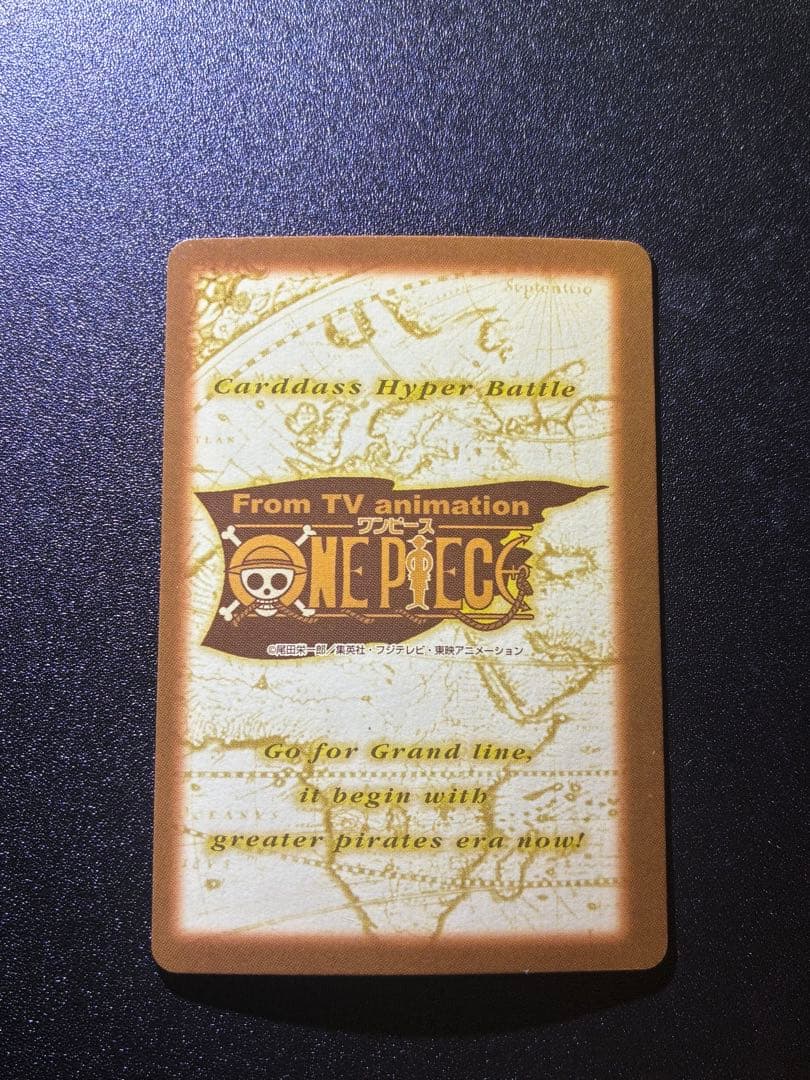 Septentrio
Carddass Hyper Battle
From TV animation
ワンピース
ONE PIECE
©尾田栄一郎／集英社・フジテレビ・東映アニメーション
Go for Grand line,
it begin with
greater pirates era now!